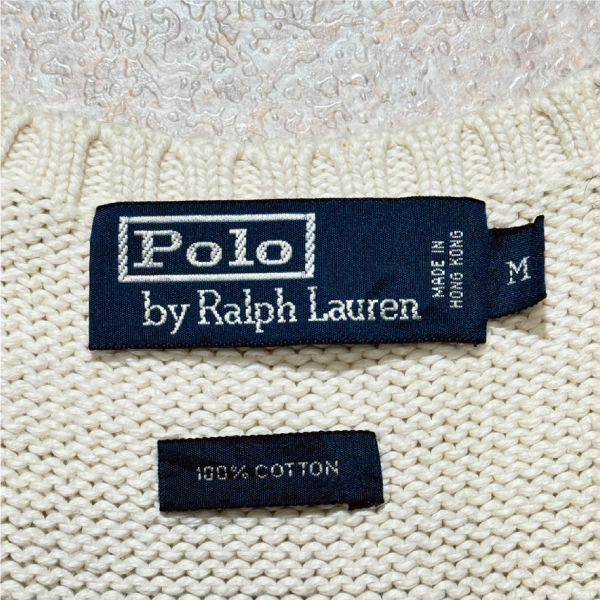 Polo
by Ralph Lauren
MADE IN
HONG KONG
M
100% COTTON